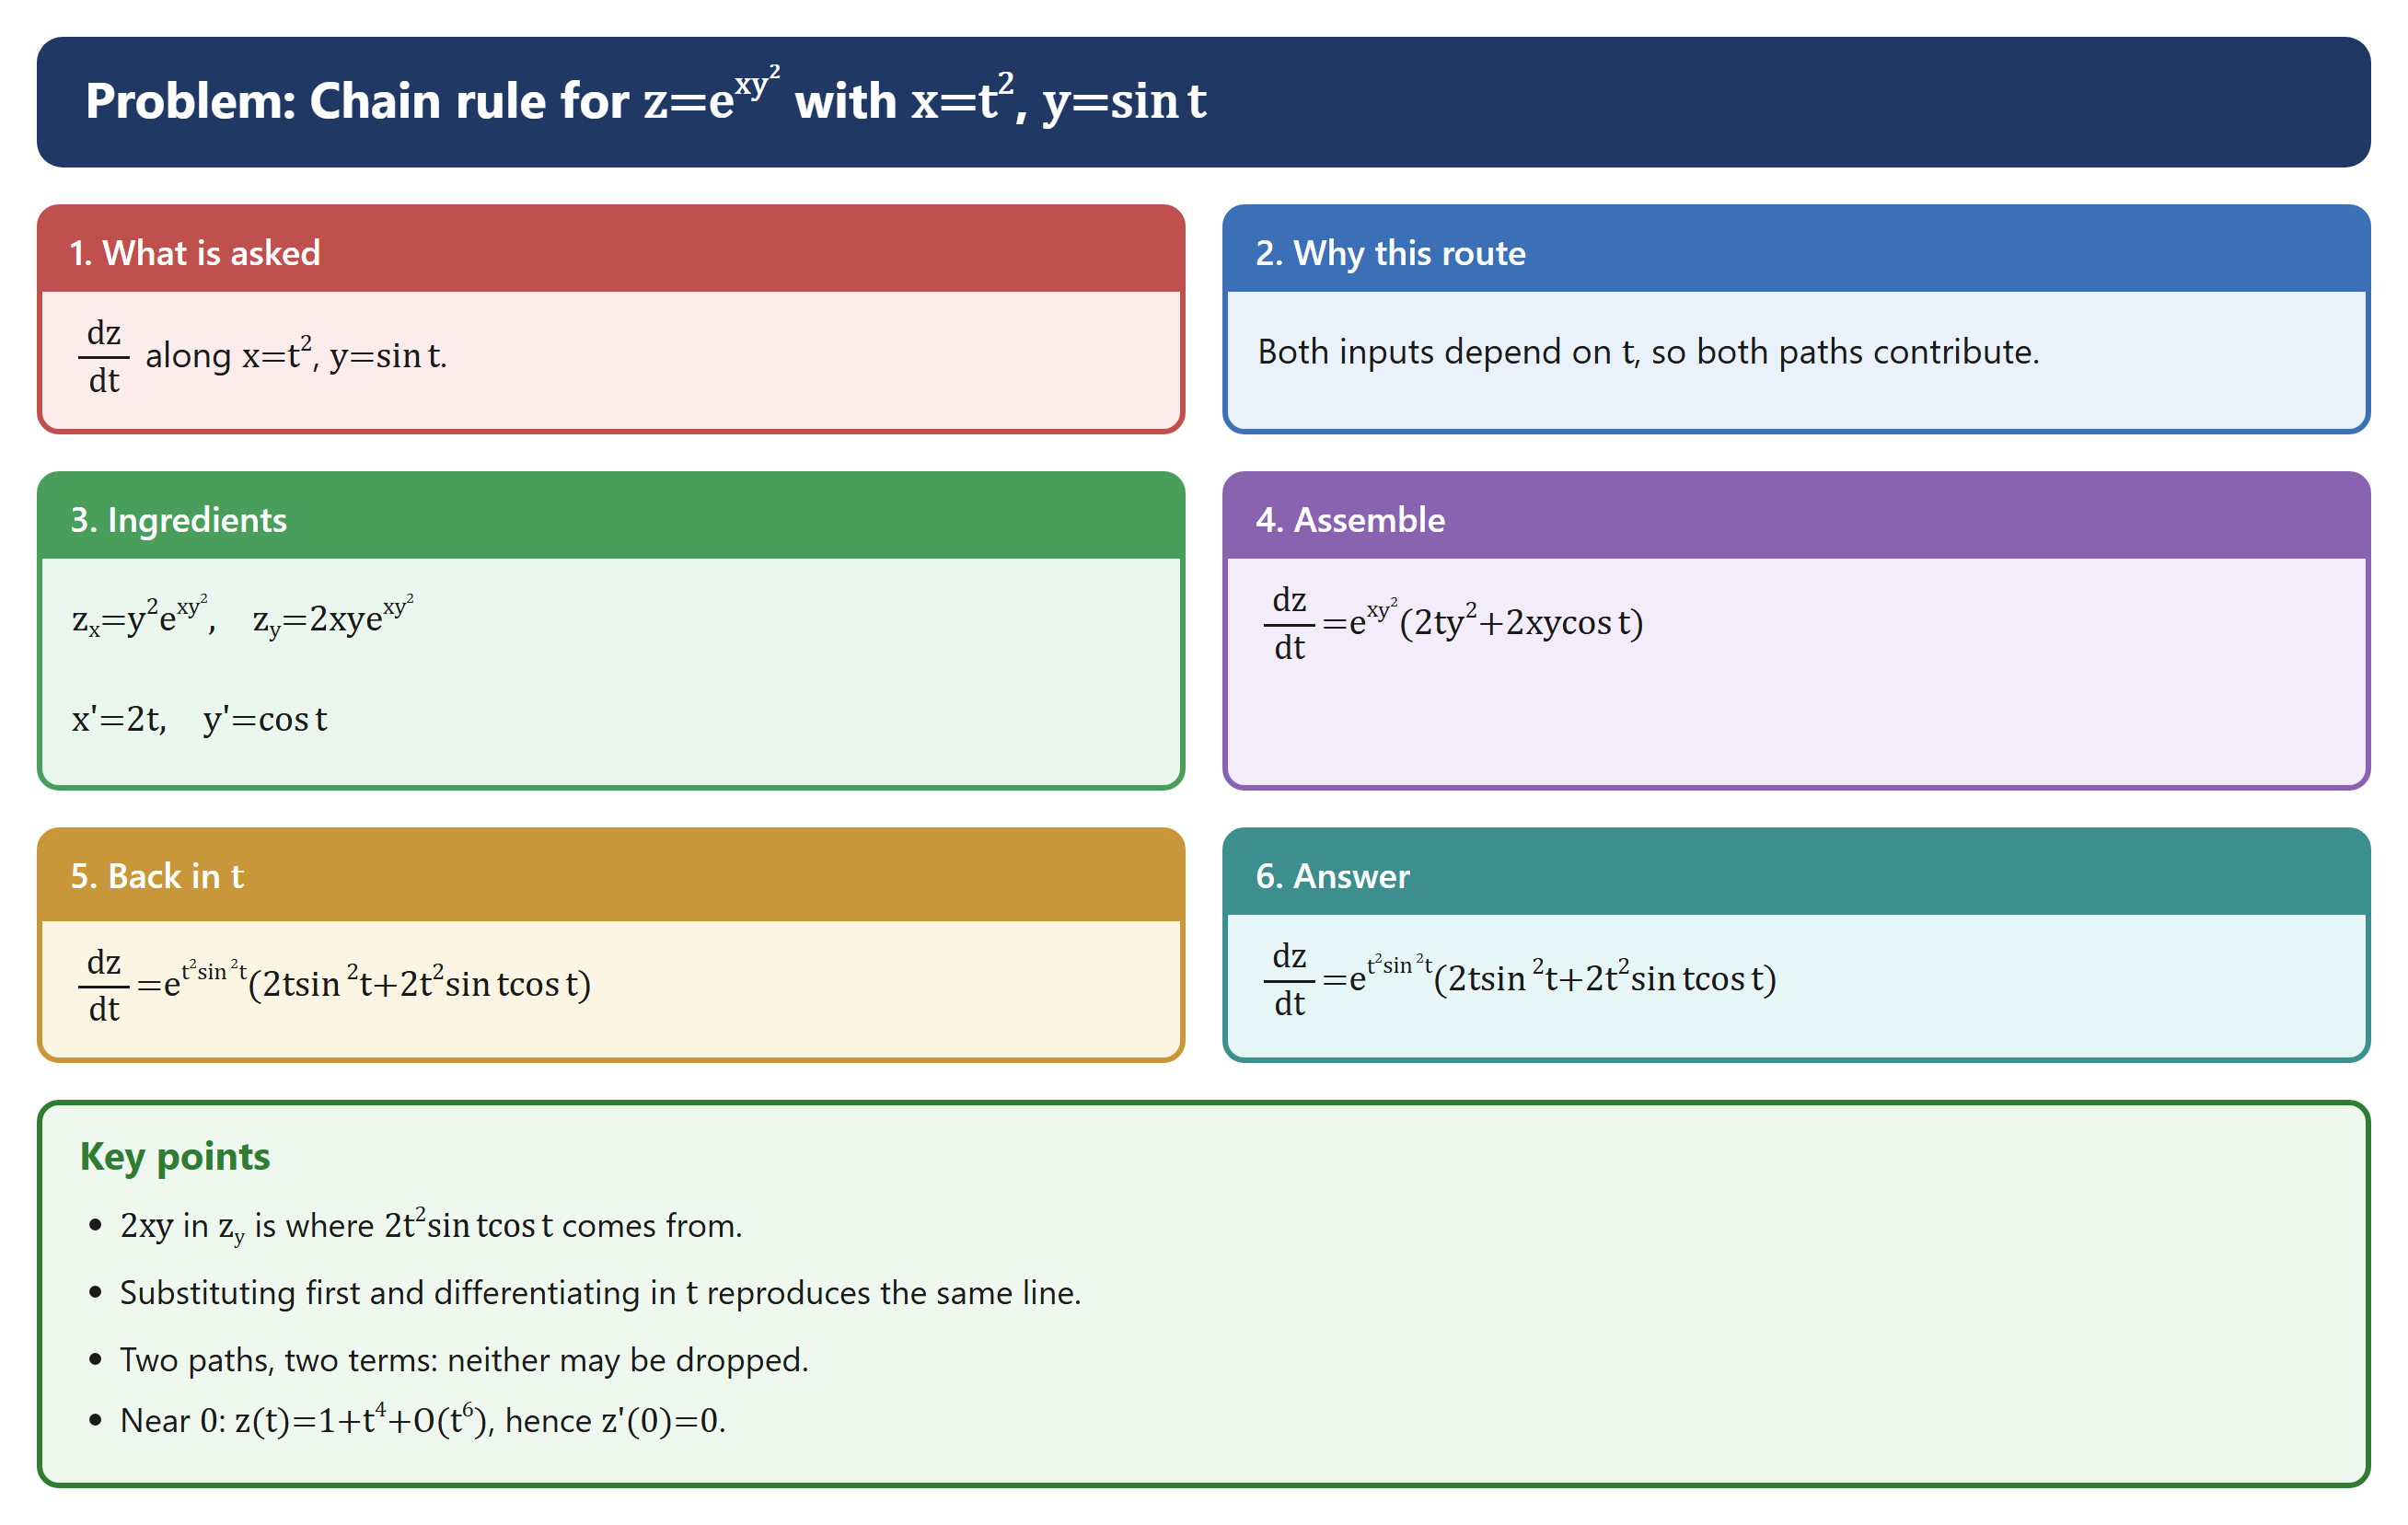 Problem: Chain rule for z=e^{xy^2} with x=t^2, y=sin t
1. What is asked
dz/dt along x=t^2, y=sin t.
2. Why this route
Both inputs depend on t, so both paths contribute.
3. Ingredients
z_x=y^2e^{xy^2}, z_y=2xye^{xy^2}
x'=2t, y'=cos t
4. Assemble
dz/dt=e^{xy^2}(2ty^2+2xycos t)
5. Back in t
dz/dt=e^{t^2sin^2t}(2tsin^2t+2t^2sin tcos t)
6. Answer
dz/dt=e^{t^2sin^2t}(2tsin^2t+2t^2sin tcos t)
Key points
• 2xy in z_y is where 2t^2sin tcos t comes from.
• Substituting first and differentiating in t reproduces the same line.
• Two paths, two terms: neither may be dropped.
• Near 0: z(t)=1+t^4+O(t^6), hence z'(0)=0.